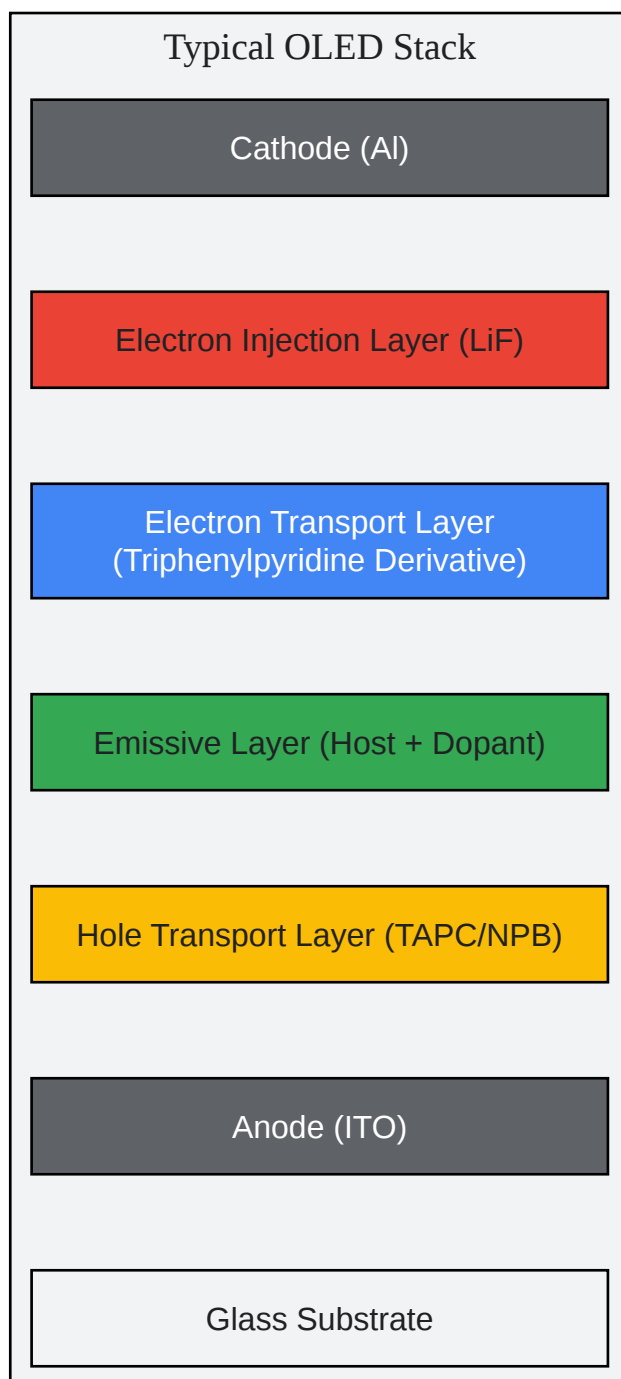 Typical OLED Stack
Cathode (Al)
Electron Injection Layer (LiF)
Electron Transport Layer
(Triphenylpyridine Derivative)
Emissive Layer (Host + Dopant)
Hole Transport Layer (TAPC/NPB)
Anode (ITO)
Glass Substrate